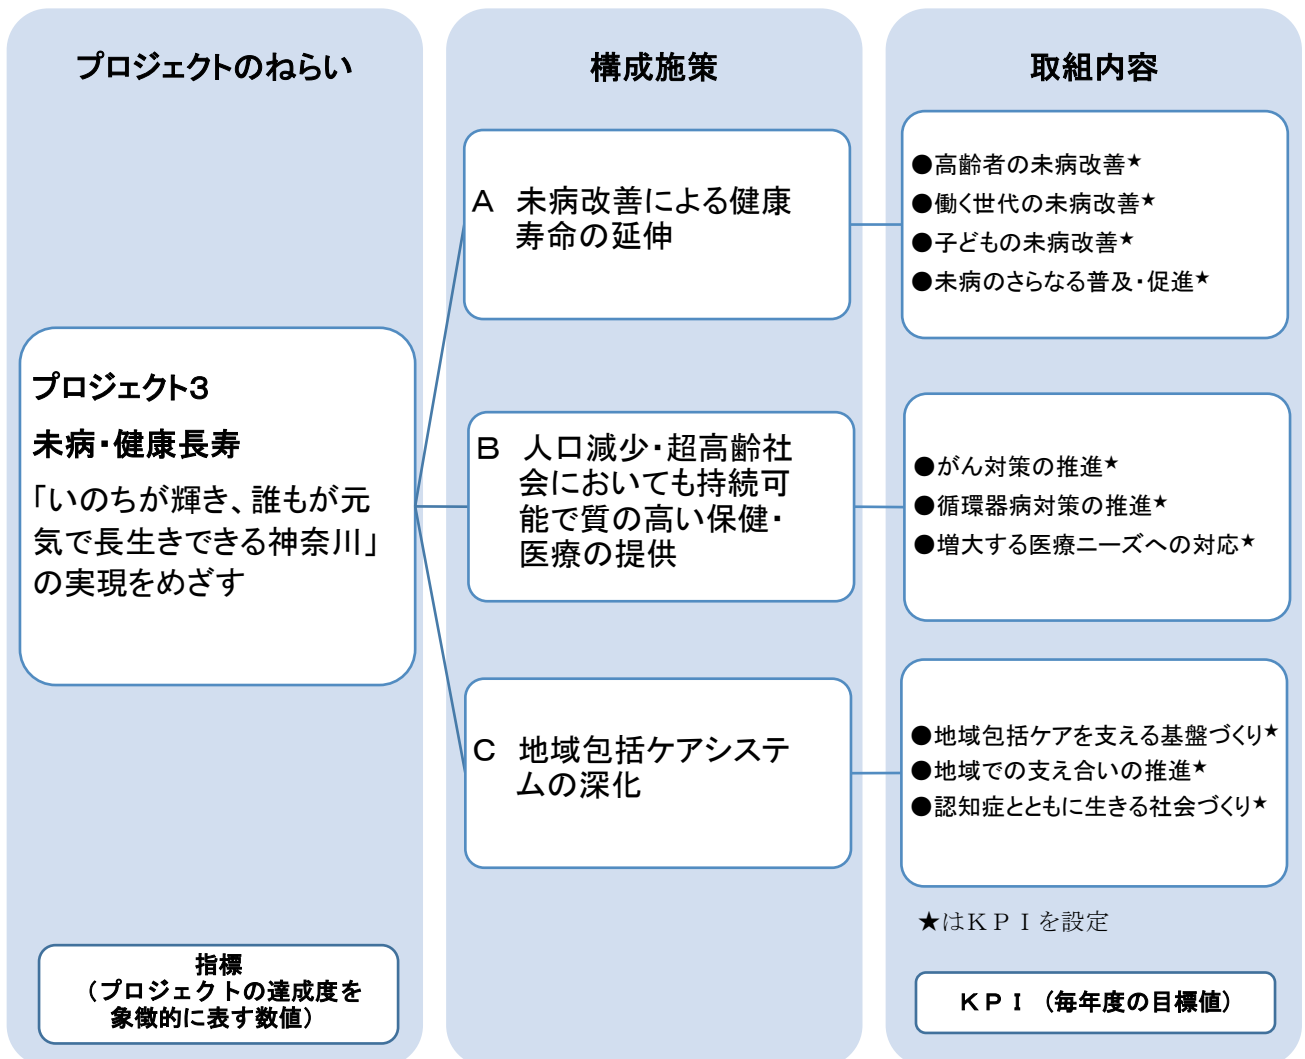 プロジェクトのねらい
構成施策
取組内容
プロジェクト3
未病・健康長寿
「いのちが輝き、誰もが元
気で長生きできる神奈川」
の実現をめざす
A 未病改善による健康
寿命の延伸
●高齢者の未病改善★
●働く世代の未病改善★
●子どもの未病改善★
●未病のさらなる普及・促進★
B 人口減少・超高齢社
会においても持続可
能で質の高い保健・
医療の提供
●がん対策の推進★
●循環器病対策の推進★
●増大する医療ニーズへの対応★
C 地域包括ケアシステ
ムの深化
●地域包括ケアを支える基盤づくり★
●地域での支え合いの推進★
●認知症とともに生きる社会づくり★
★はKPIを設定
指標
(プロジェクトの達成度を
象徴的に表す数値)
KPI (毎年度の目標値)